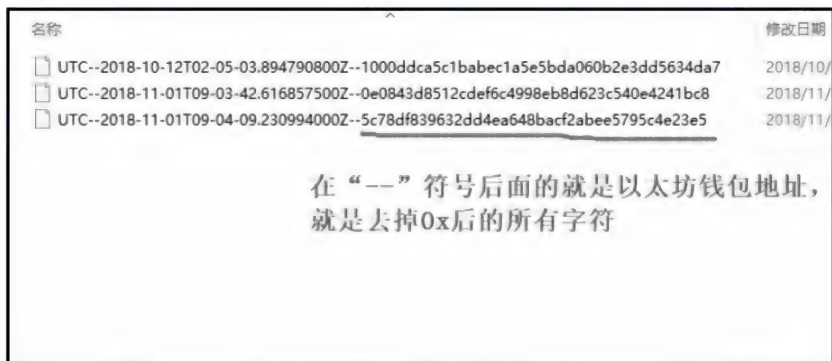 名称 修改日期
UTC--2018-10-12T02-05-03.894790800Z--1000ddca5c1babec1a5e5bda060b2e3dd5634da7 2018/10/
UTC--2018-11-01T09-03-42.616857500Z--0e0843d8512cdef6c4998eb8d623c540e4241bc8 2018/11/
UTC--2018-11-01T09-04-09.230994000Z--5c78df839632dd4ea648bacf2abee5795c4e23e5 2018/11/
在“--”符号后面的就是以太坊钱包地址，
就是去掉0x后的所有字符